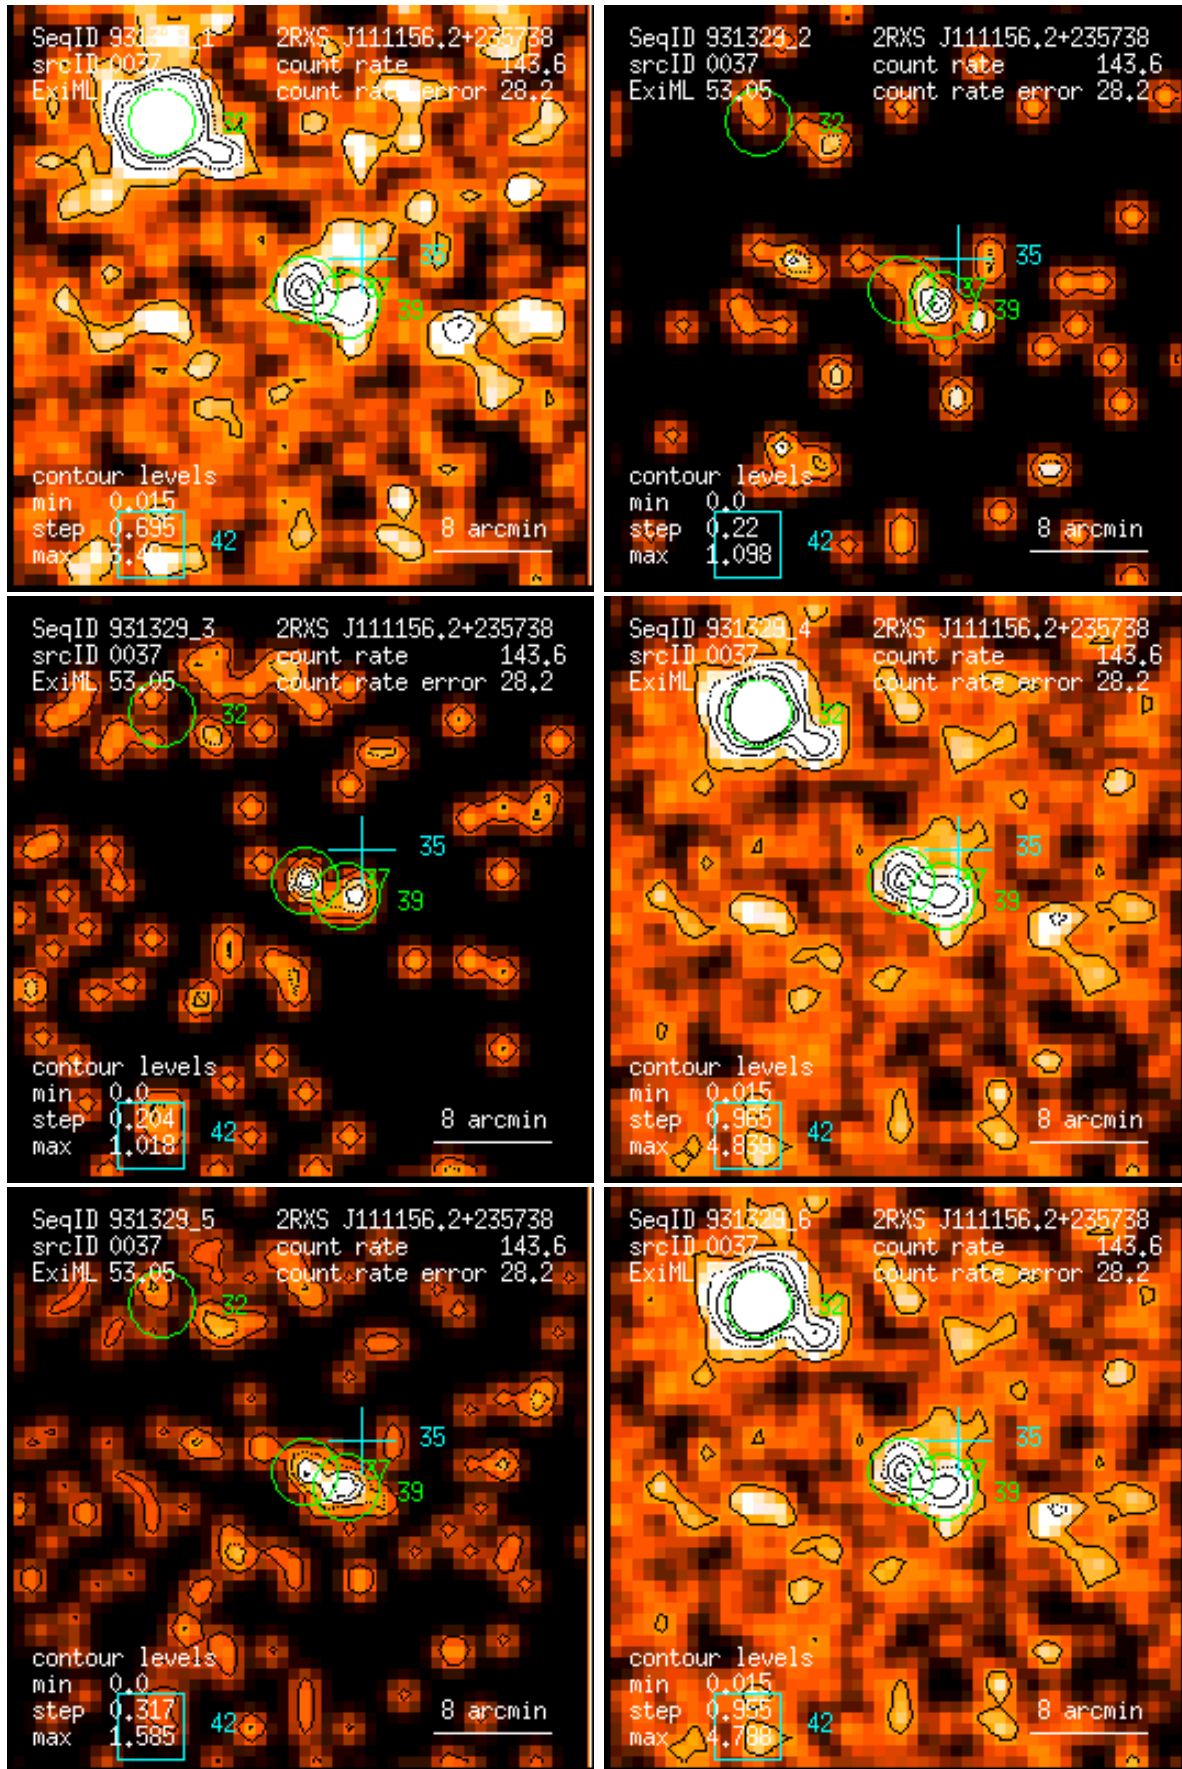 SeqID 931329_1 2RXS J111156.2+235738
srcID 0037 count rate 143.6
ExiML count rate error 28.2
32
35
37
39
contour levels
min 0.015
step 0.695
max
42
8 arcmin
SeqID 931329_2 2RXS J111156.2+235738
srcID 0037 count rate 143.6
ExiML 53.05 count rate error 28.2
32
35
37
39
contour levels
min 0.0
step 0.22
max 1.098
42
8 arcmin
SeqID 931329_3 2RXS J111156.2+235738
srcID 0037 count rate 143.6
ExiML 53.05 count rate error 28.2
32
35
37
39
contour levels
min 0.0
step 0.204
max 1.018
42
8 arcmin
SeqID 931329_4 2RXS J111156.2+235738
srcID 0037 count rate 143.6
ExiML count rate error 28.2
32
35
37
39
contour levels
min 0.015
step 0.965
max 4.839
42
8 arcmin
SeqID 931329_5 2RXS J111156.2+235738
srcID 0037 count rate 143.6
ExiML 53.05 count rate error 28.2
32
35
37
39
contour levels
min 0.0
step 0.317
max 1.585
42
8 arcmin
SeqID 931329_6 2RXS J111156.2+235738
srcID 0037 count rate 143.6
ExiML count rate error 28.2
32
35
37
39
contour levels
min 0.015
step 0.955
max 4.788
42
8 arcmin